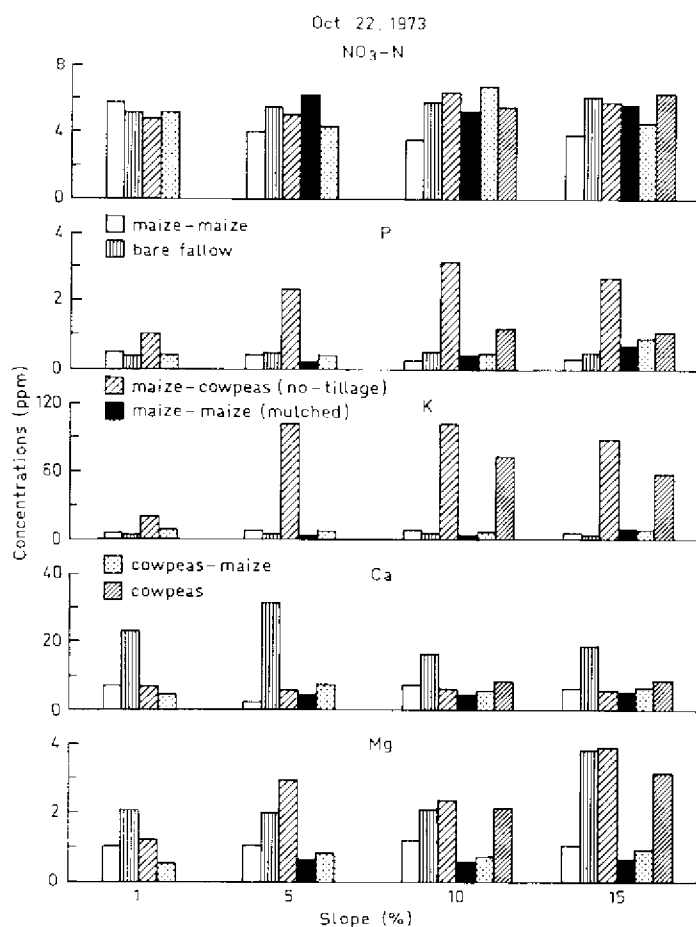 Oct 22, 1973
NO3-N
8
4
0
maize-maize
bare fallow
P
4
2
0
maize-cowpeas (no-tillage)
maize-maize (mulched)
K
120
60
0
cowpeas-maize
cowpeas
Ca
40
20
0
Mg
4
2
0
Concentrations (ppm)
1 5 10 15
Slope (%)